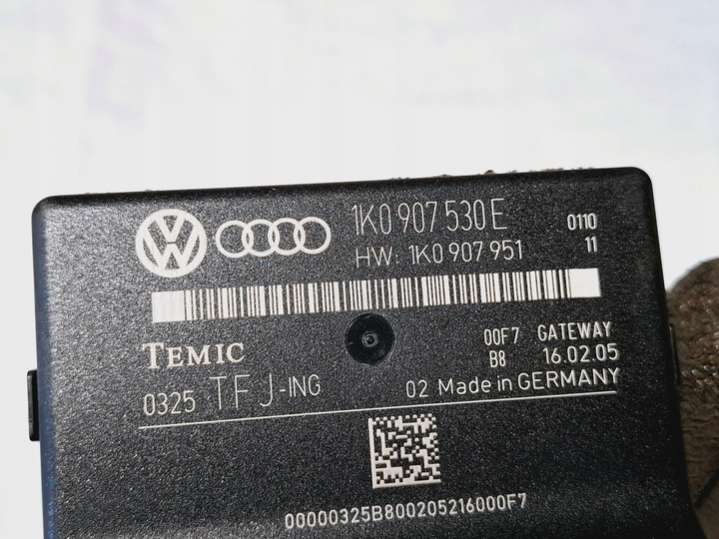 1K0 907 530 E 0110
HW: 1K0 907 951 11
TEMIC 00F7 GATEWAY
B8 16.02.05
0325 TFJ-ING 02 Made in GERMANY
00000325B800205216000F7